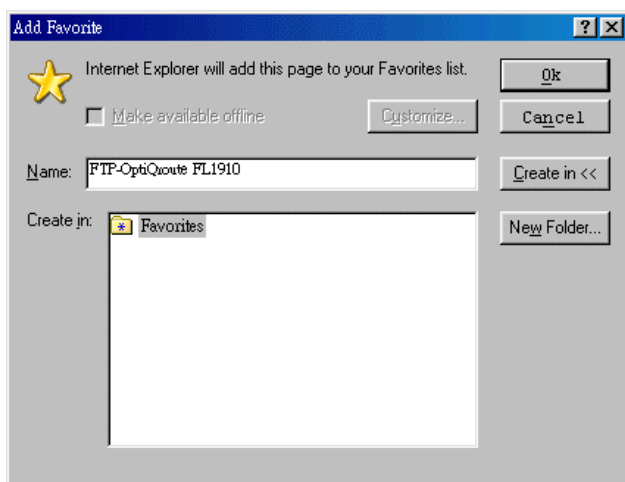 Add Favorite
Internet Explorer will add this page to your Favorites list.
Ok
Make available offline
Customize...
Cancel
Name:
FTP-OptiQroute FL1910
Create in <<
Create in:
Favorites
New Folder...